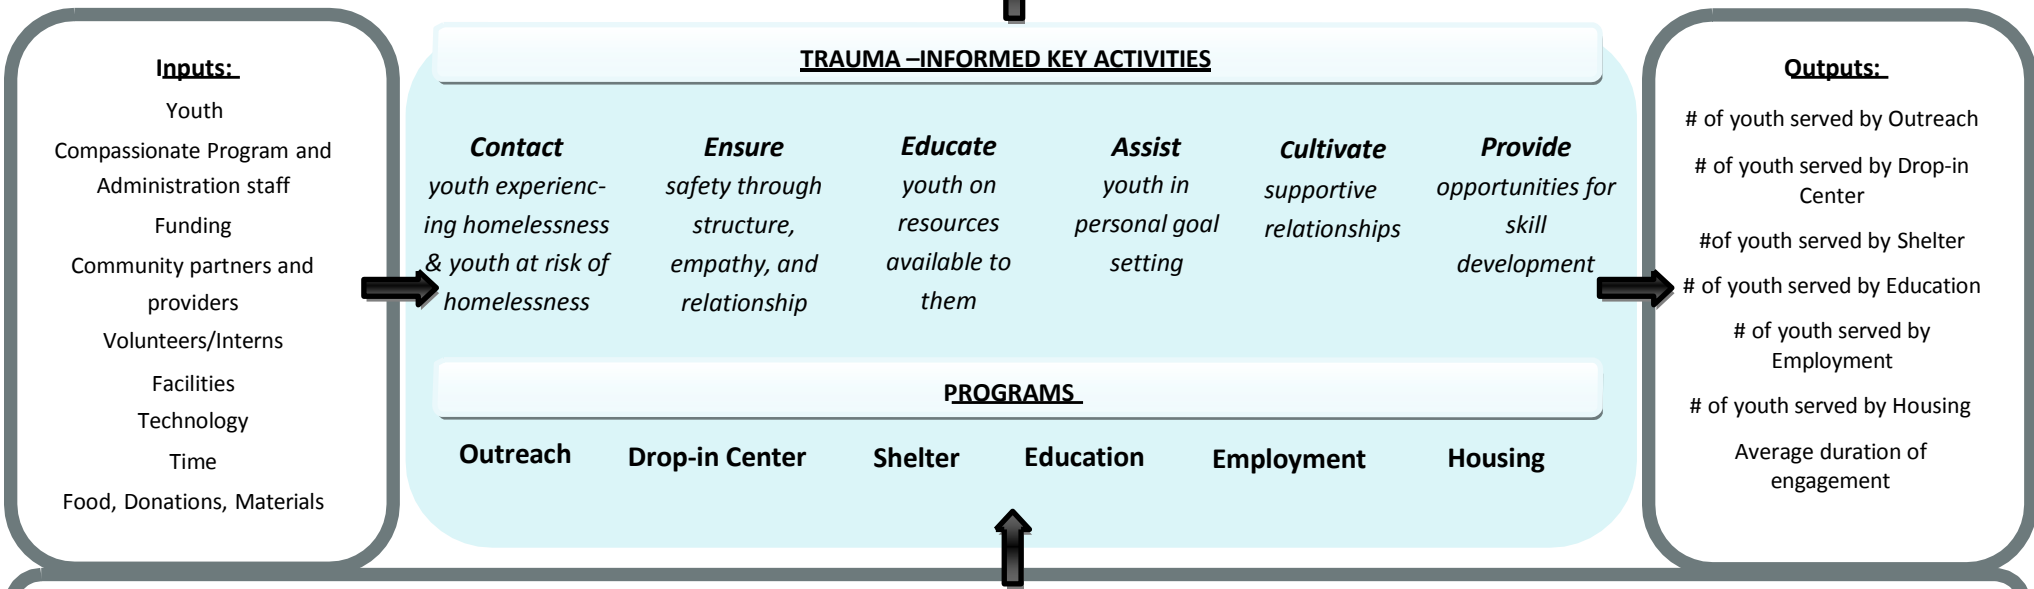 Inputs:
Youth
Compassionate Program and
Administration staff
Funding
Community partners and
providers
Volunteers/Interns
Facilities
Technology
Time
Food, Donations, Materials
TRAUMA –INFORMED KEY ACTIVITIES
Contact
youth experienc-
ing homelessness
& youth at risk of
homelessness
Ensure
safety through
structure,
empathy, and
relationship
Educate
youth on
resources
available to
them
Assist
youth in
personal goal
setting
Cultivate
supportive
relationships
Provide
opportunities for
skill
development
PROGRAMS
Outreach Drop-in Center Shelter Education Employment Housing
Outputs:
# of youth served by Outreach
# of youth served by Drop-in
Center
#of youth served by Shelter
# of youth served by Education
# of youth served by
Employment
# of youth served by Housing
Average duration of
engagement